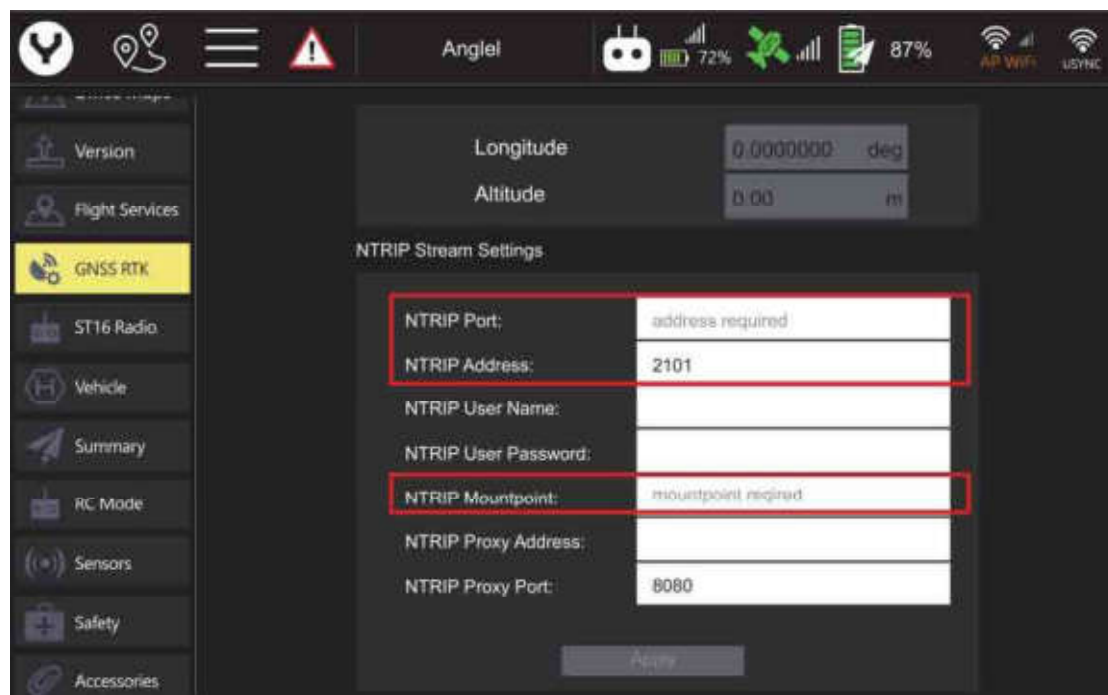 Anglel
72%
87%
AP WiFi
USYNC
Version
Flight Services
GNSS RTK
ST16 Radio
Vehicle
Summary
RC Mode
Sensors
Safety
Accessories
Longitude
0.0000000 deg
Altitude
0.00 m
NTRIP Stream Settings
NTRIP Port:
address required
NTRIP Address:
2101
NTRIP User Name:
NTRIP User Password:
NTRIP Mountpoint:
mountpoint reqired
NTRIP Proxy Address:
NTRIP Proxy Port:
8080
Apply